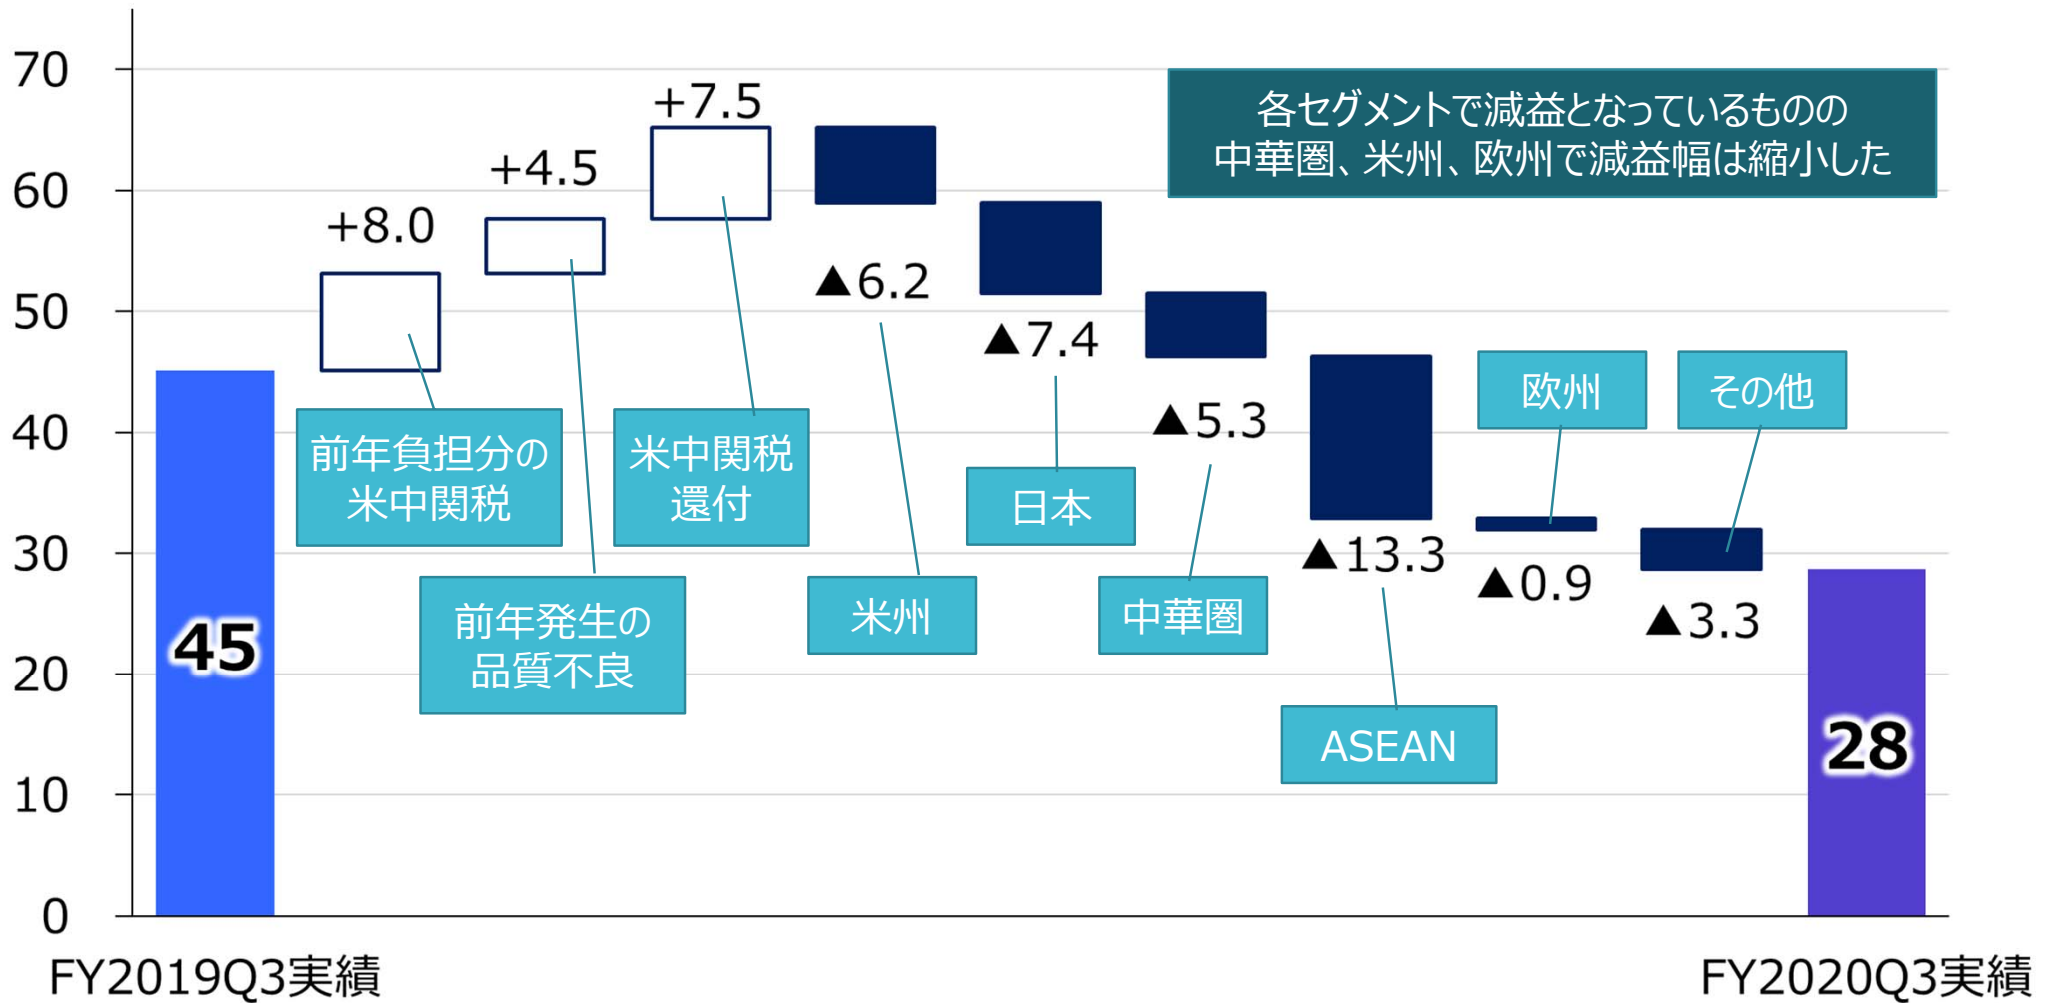 70
60
50
40
30
20
10
0
+8.0
+4.5
+7.5
▲6.2
▲7.4
▲5.3
▲13.3
▲0.9
▲3.3
各セグメントで減益となっているものの
中華圏、米州、欧州で減益幅は縮小した
前年負担分の
米中関税
前年発生の
品質不良
米中関税
還付
米州
日本
中華圏
ASEAN
欧州
その他
45
28
FY2019Q3実績
FY2020Q3実績